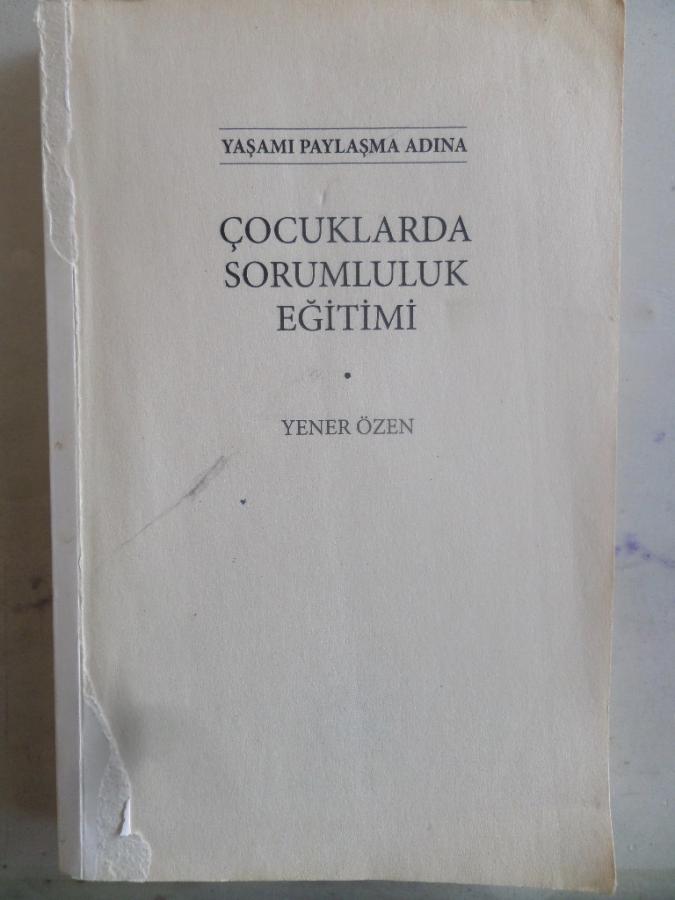 YAŞAMI PAYLAŞMA ADINA
ÇOCUKLARDA
SORUMLULUK
EĞİTİMİ
•
YENER ÖZEN